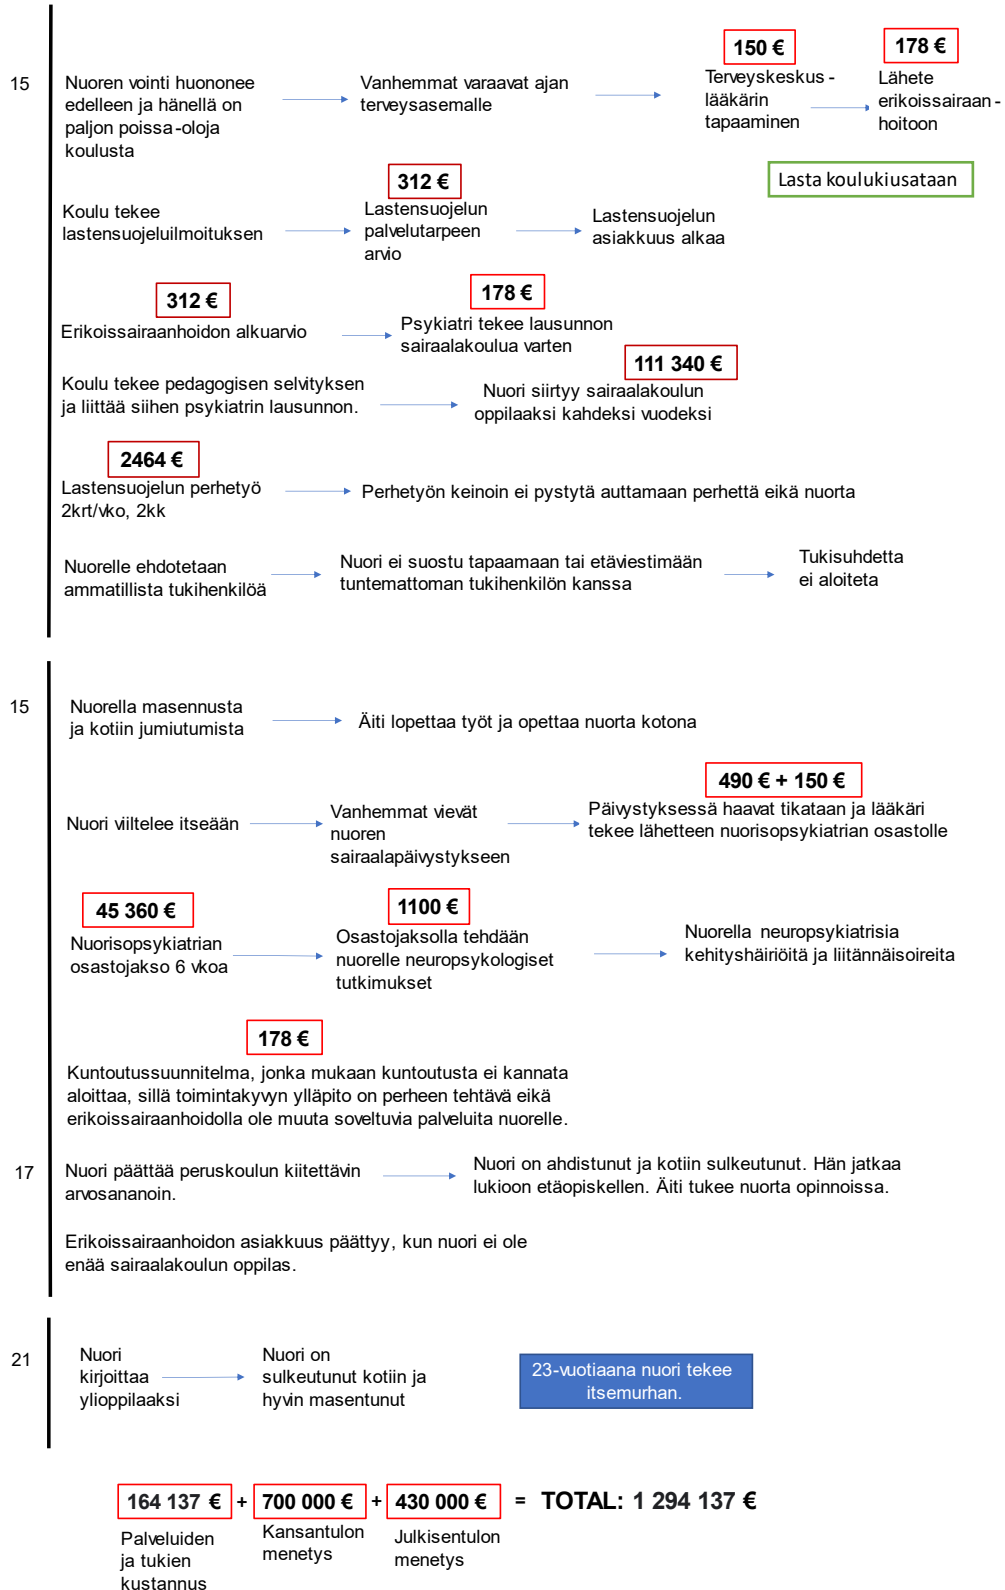 150 €
178 €
15
Nuoren vointi huononee
edelleen ja hänellä on
paljon poissa-oloja
koulusta
Vanhemmat varaavat ajan
terveysasemalle
Terveyskeskus-
lääkärin
tapaaminen
Lähete
erikoissairaan-
hoitoon
Lasta koulukiusataan
312 €
Koulu tekee
lastensuojeluilmoituksen
Lastensuojelun
palvelutarpeen
arvio
Lastensuojelun
asiakkuus alkaa
312 €
178 €
Erikoissairaanhoidon alkuarvio
Psykiatri tekee lausunnon
sairaalakoulua varten
111 340 €
Koulu tekee pedagogisen selvityksen
ja liittää siihen psykiatrin lausunnon.
Nuori siirtyy sairaalakoulun
oppilaaksi kahdeksi vuodeksi
2464 €
Lastensuojelun perhetyö
2krt/vko, 2kk
Perhetyön keinoin ei pystytä auttamaan perhettä eikä nuorta
Nuorelle ehdotetaan
ammatillista tukihenkilöä
Nuori ei suostu tapaamaan tai etäviestimään
tuntemattoman tukihenkilön kanssa
Tukisuhdetta
ei aloiteta
15
Nuorella masennusta
ja kotiin jumiutumista
Äiti lopettaa työt ja opettaa nuorta kotona
490 € + 150 €
Nuori viiltelee itseään
Vanhemmat vievät
nuoren
sairaalapäivystykseen
Päivystyksessä haavat tikataan ja lääkäri
tekee lähetteen nuorisopsykiatrian osastolle
45 360 €
1100 €
Nuorisopsykiatrian
osastojakso 6 vkoa
Osastojaksolla tehdään
nuorelle neuropsykologiset
tutkimukset
Nuorella neuropsykiatrisia
kehityshäiriöitä ja liitännäisoireita
178 €
Kuntoutussuunnitelma, jonka mukaan kuntoutusta ei kannata
aloittaa, sillä toimintakyvyn ylläpito on perheen tehtävä eikä
erikoissairaanhoidolla ole muuta soveltuvia palveluita nuorelle.
17
Nuori päättää peruskoulun kiitettävin
arvosananoin.
Nuori on ahdistunut ja kotiin sulkeutunut. Hän jatkaa
lukioon etäopiskellen. Äiti tukee nuorta opinnoissa.
Erikoissairaanhoidon asiakkuus päättyy, kun nuori ei ole
enää sairaalakoulun oppilas.
21
Nuori
kirjoittaa
ylioppilaaksi
Nuori on
sulkeutunut kotiin ja
hyvin masentunut
23-vuotiaana nuori tekee
itsemurhan.
164 137 € + 700 000 € + 430 000 € = TOTAL: 1 294 137 €
Palveluiden
ja tukien
kustannus
Kansantulon
menetys
Julkisentulon
menetys